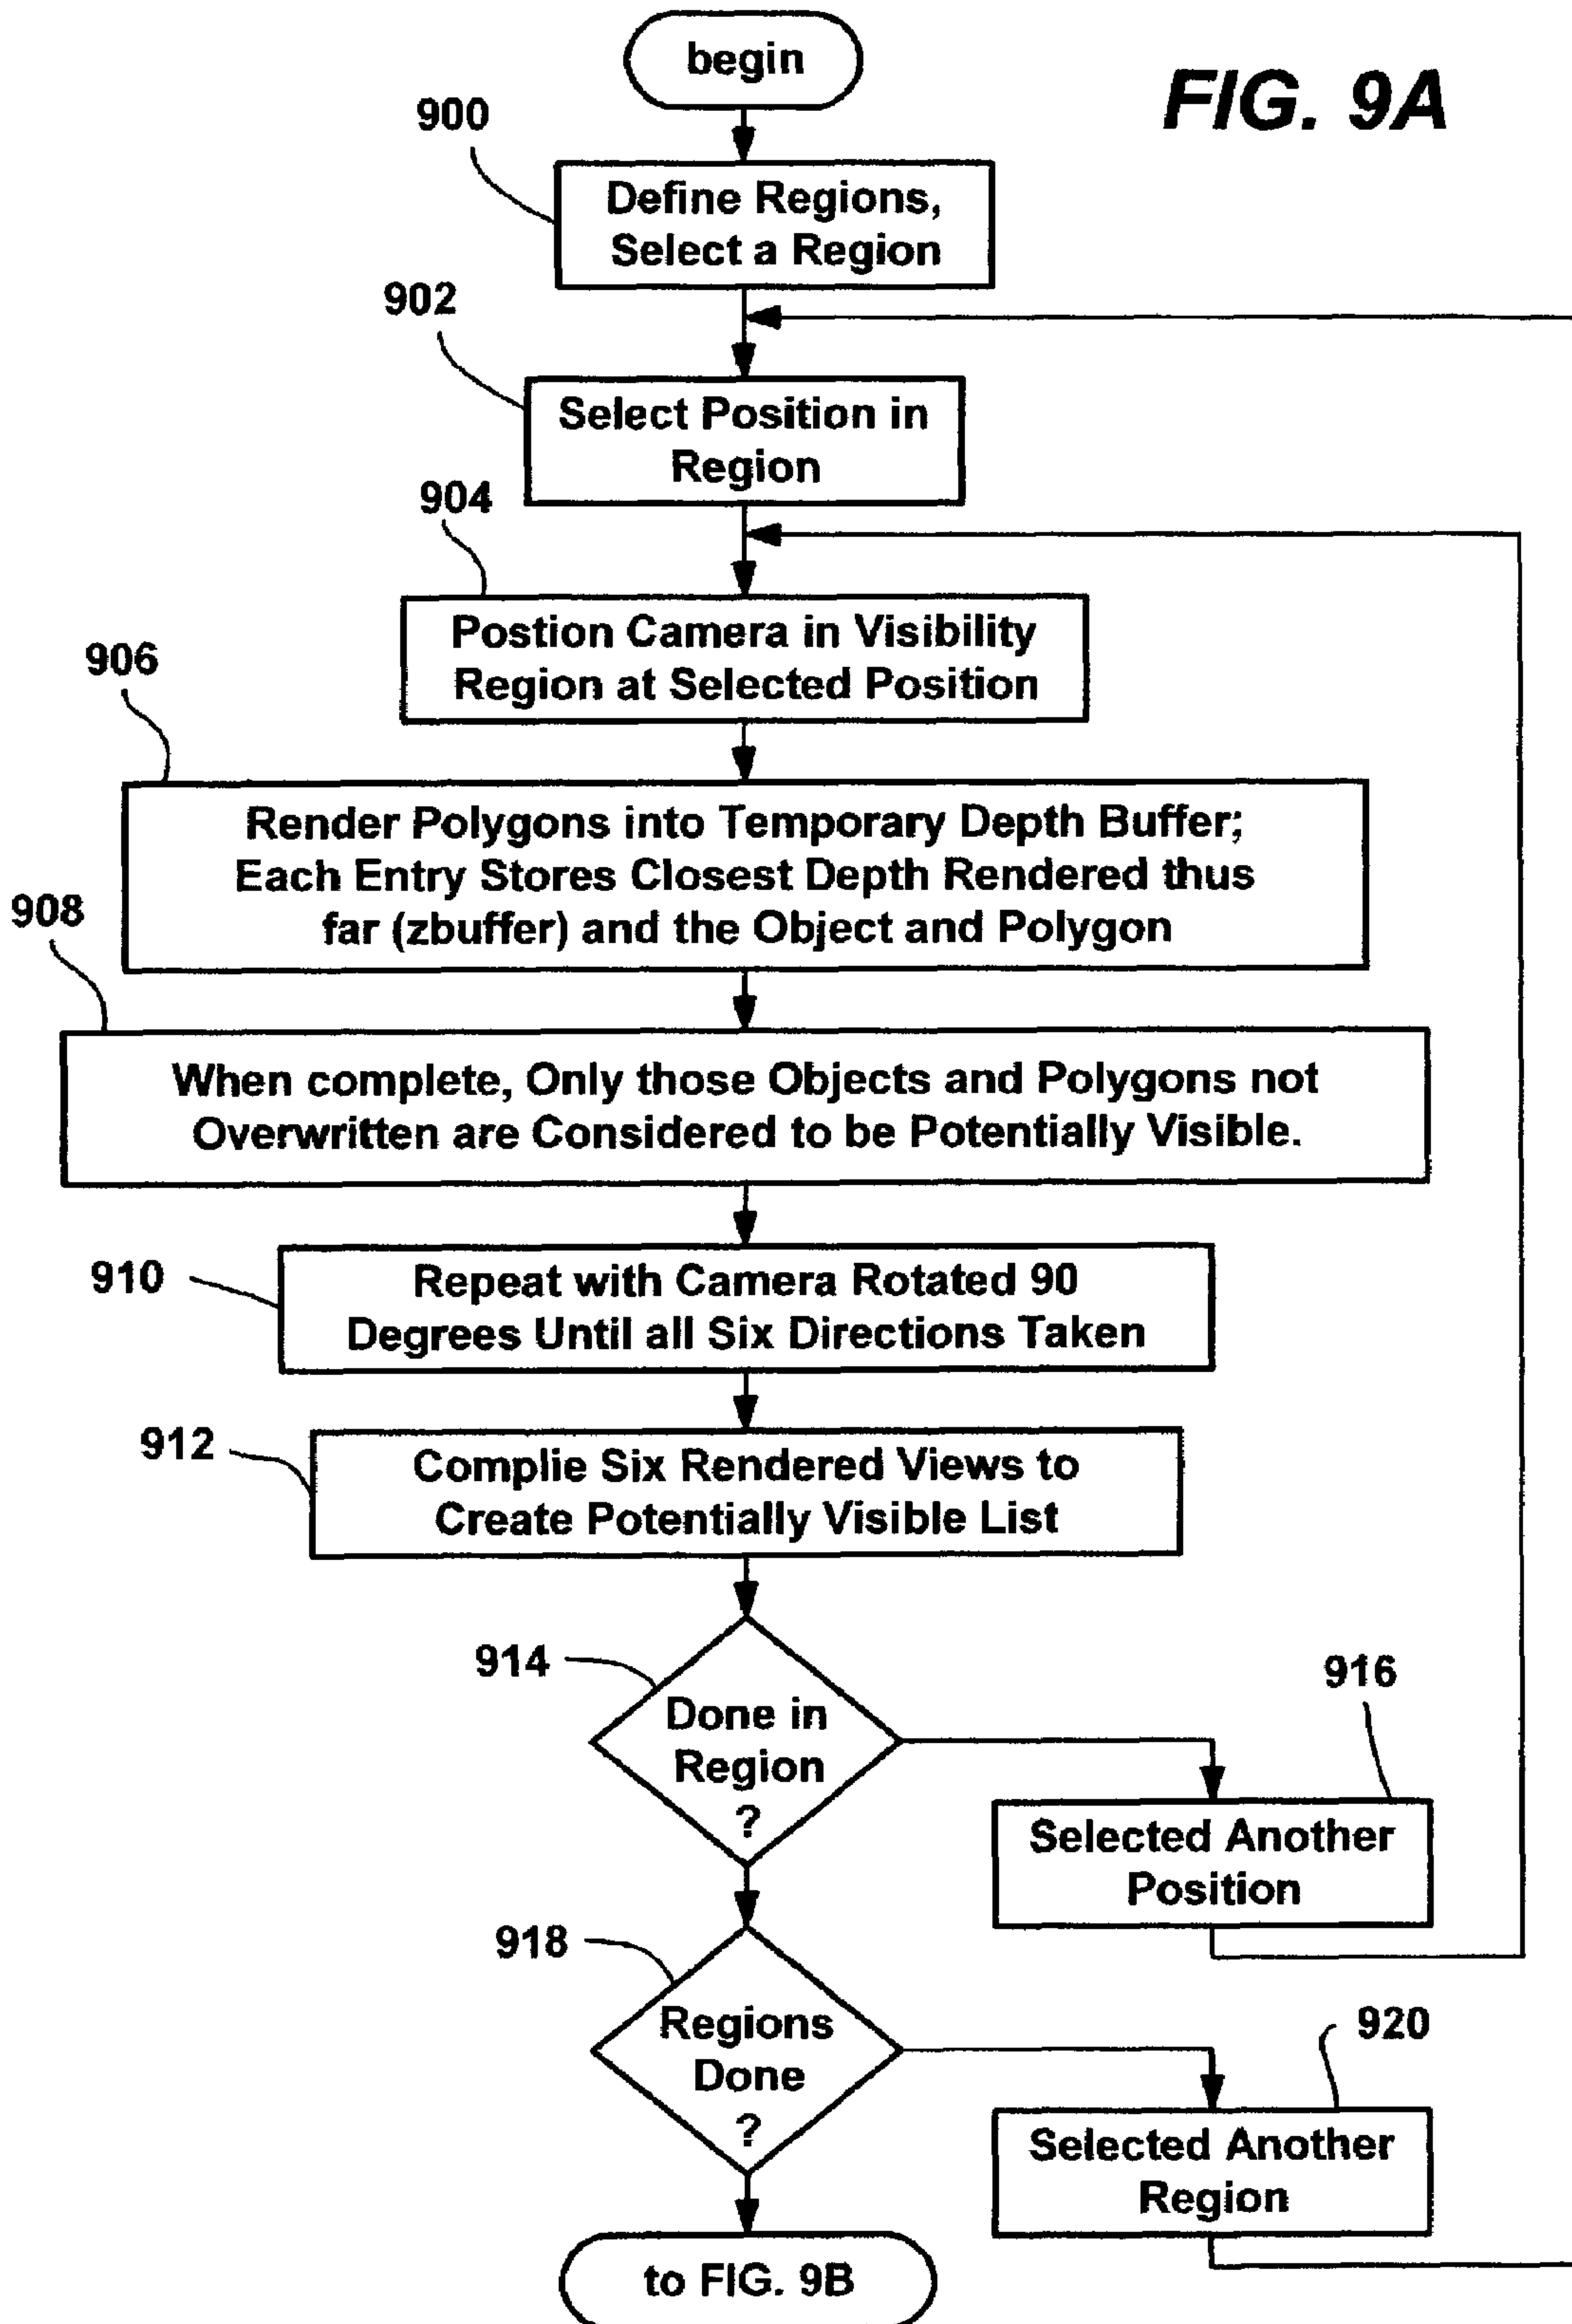 begin
FIG. 9A
900
Define Regions,
Select a Region
902
Select Position in
Region
904
Postion Camera in Visibility
Region at Selected Position
906
Render Polygons into Temporary Depth Buffer;
Each Entry Stores Closest Depth Rendered thus
far (zbuffer) and the Object and Polygon
908
When complete, Only those Objects and Polygons not
Overwritten are Considered to be Potentially Visible.
910
Repeat with Camera Rotated 90
Degrees Until all Six Directions Taken
912
Complie Six Rendered Views to
Create Potentially Visible List
914
Done in
Region
?
916
Selected Another
Position
918
Regions
Done
?
920
Selected Another
Region
to FIG. 9B